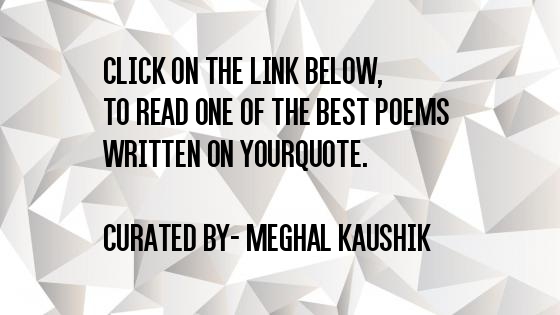 CLICK ON THE LINK BELOW,
TO READ ONE OF THE BEST POEMS
WRITTEN ON YOURQUOTE.
CURATED BY- MEGHAL KAUSHIK